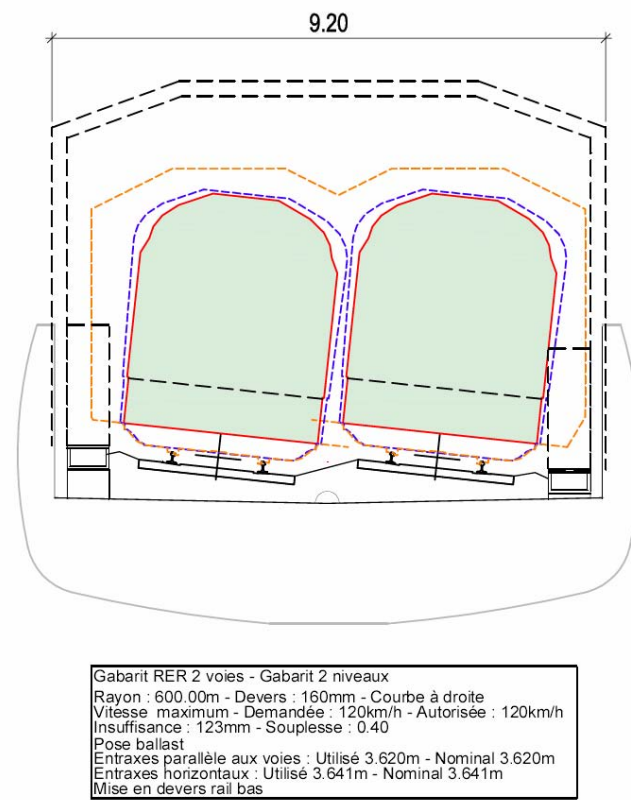 9.20
Gabarit RER 2 voies - Gabarit 2 niveaux
Rayon : 600.00m - Devers : 160mm - Courbe à droite
Vitesse maximum - Demandée : 120km/h - Autorisée : 120km/h
Insuffisance : 123mm - Souplesse : 0.40
Pose ballast
Entraxes parallèle aux voies : Utilisé 3.620m - Nominal 3.620m
Entraxes horizontaux : Utilisé 3.641m - Nominal 3.641m
Mise en devers rail bas